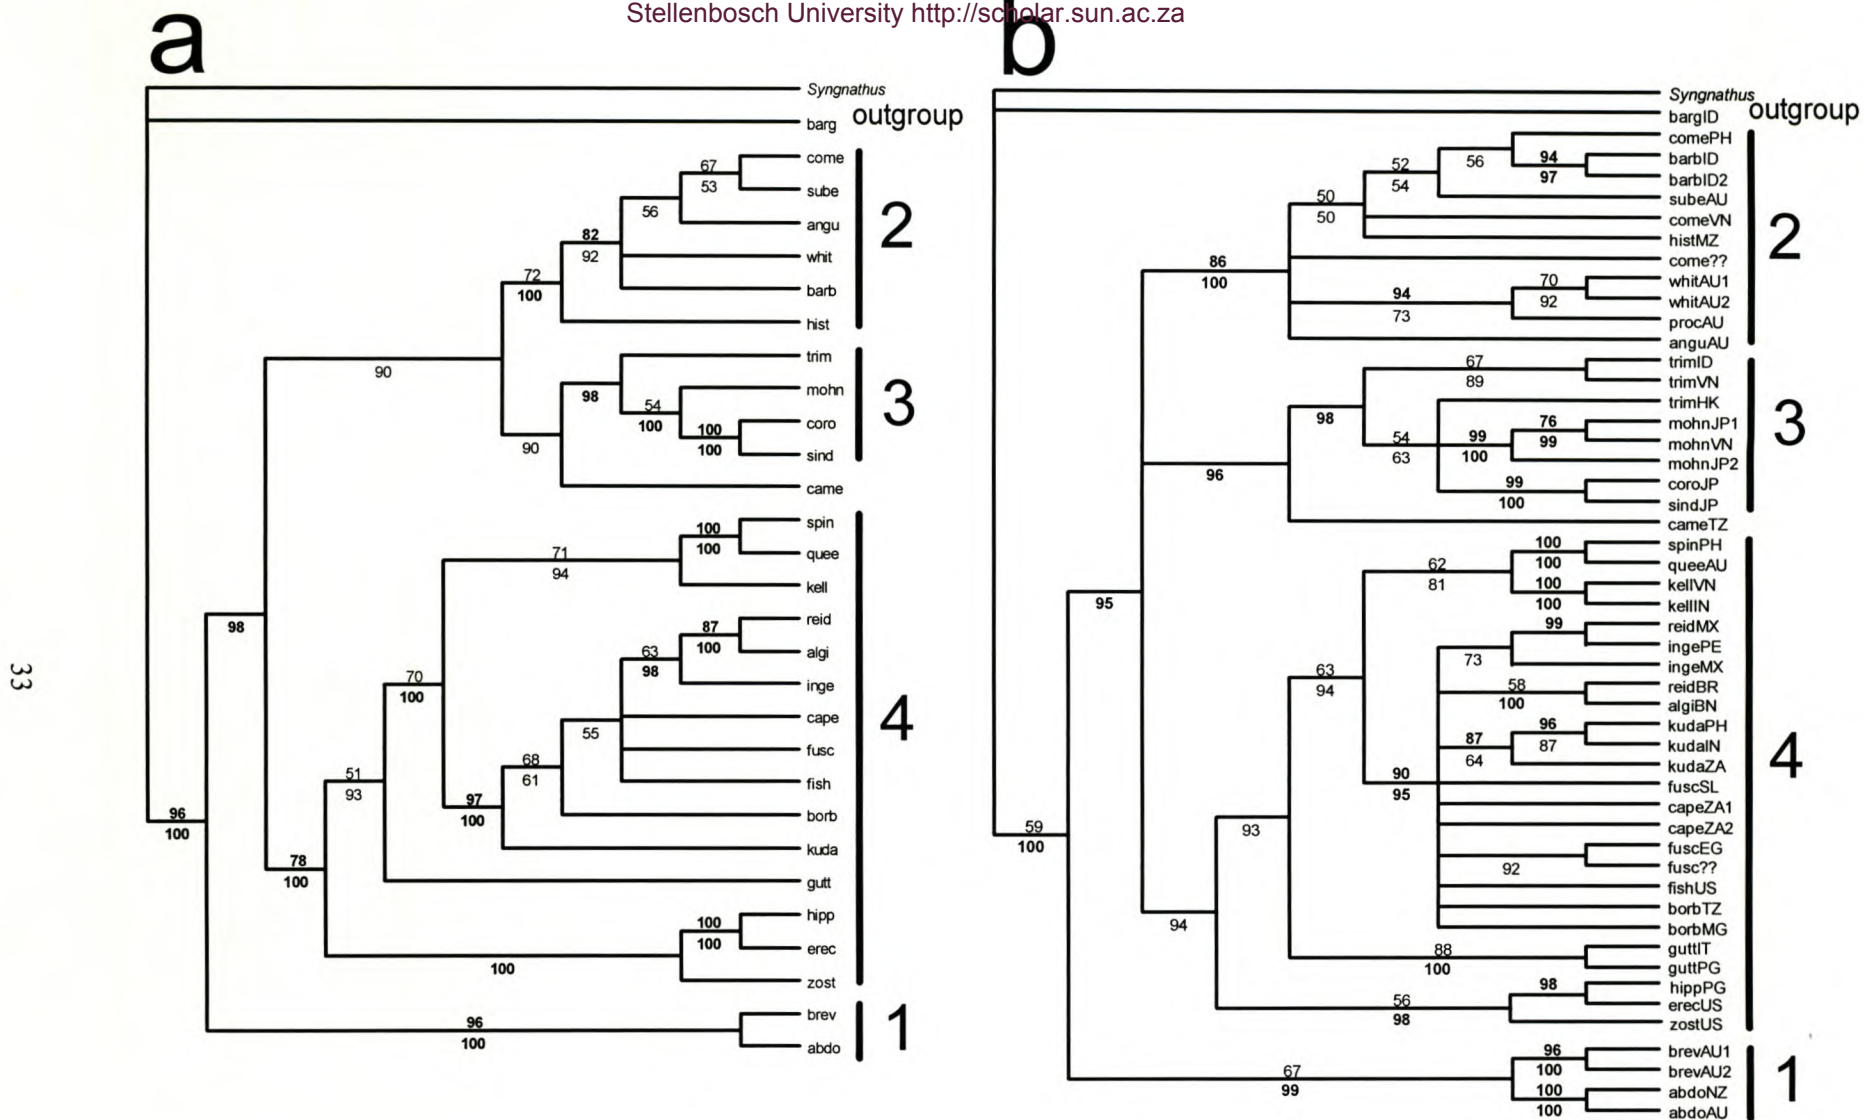 Stellenbosch University http://scholar.sun.ac.za
a
Syngnathus
outgroup
barg
come
67
53
sube
56
angu
82
92
whit
72
100
barb
hist
2
90
trim
98
mohn
54
100
coro
100
100
sind
90
came
3
98
spin
100
100
quee
71
94
kell
reid
87
100
algi
63
98
inge
70
100
cape
55
fusc
68
61
fish
51
93
borb
97
100
kuda
78
100
gutt
hipp
100
100
erec
100
zost
4
96
100
brev
96
100
abdo
1
b
Syngnathus
outgroup
bargID
comePH
56
94
97
barbID
barbID2
52
54
subeAU
50
50
comeVN
histMZ
86
100
come??
whitAU1
70
92
whitAU2
94
73
procAU
anguAU
2
trimID
67
89
trimVN
98
trimHK
mohnJP1
76
99
mohnVN
54
63
99
100
mohnJP2
coroJP
99
100
sindJP
96
cameTZ
3
95
spinPH
100
100
queeAU
62
81
kellVN
100
100
kellIN
reidMX
99
ingePE
73
ingeMX
63
94
reidBR
58
100
algiBN
kudaPH
96
87
kudaIN
87
64
kudaZA
90
95
fuscSL
capeZA1
capeZA2
93
fuscEG
92
fusc??
fishUS
borbTZ
borbMG
94
guttIT
88
100
guttPG
hippPG
98
erecUS
56
98
zostUS
4
59
100
brevAU1
96
100
brevAU2
67
99
abdoNZ
100
100
abdoAU
1
33